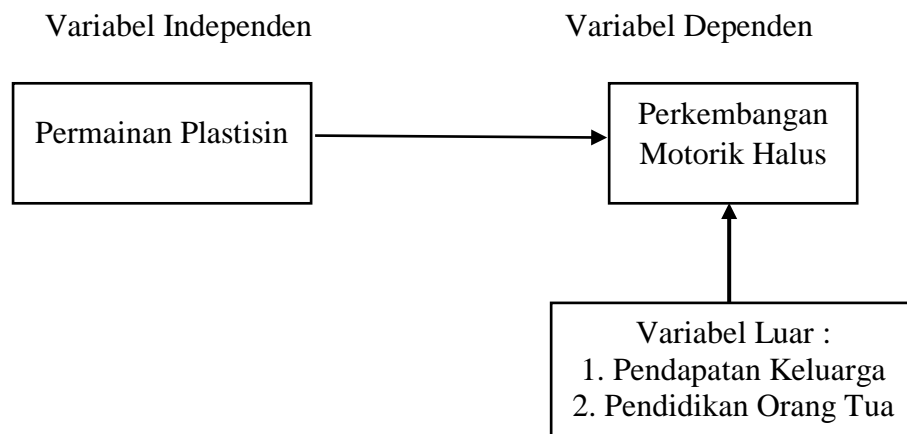 Variabel Independen
Variabel Dependen
Permainan Plastisin
Perkembangan
Motorik Halus
Variabel Luar :
1. Pendapatan Keluarga
2. Pendidikan Orang Tua